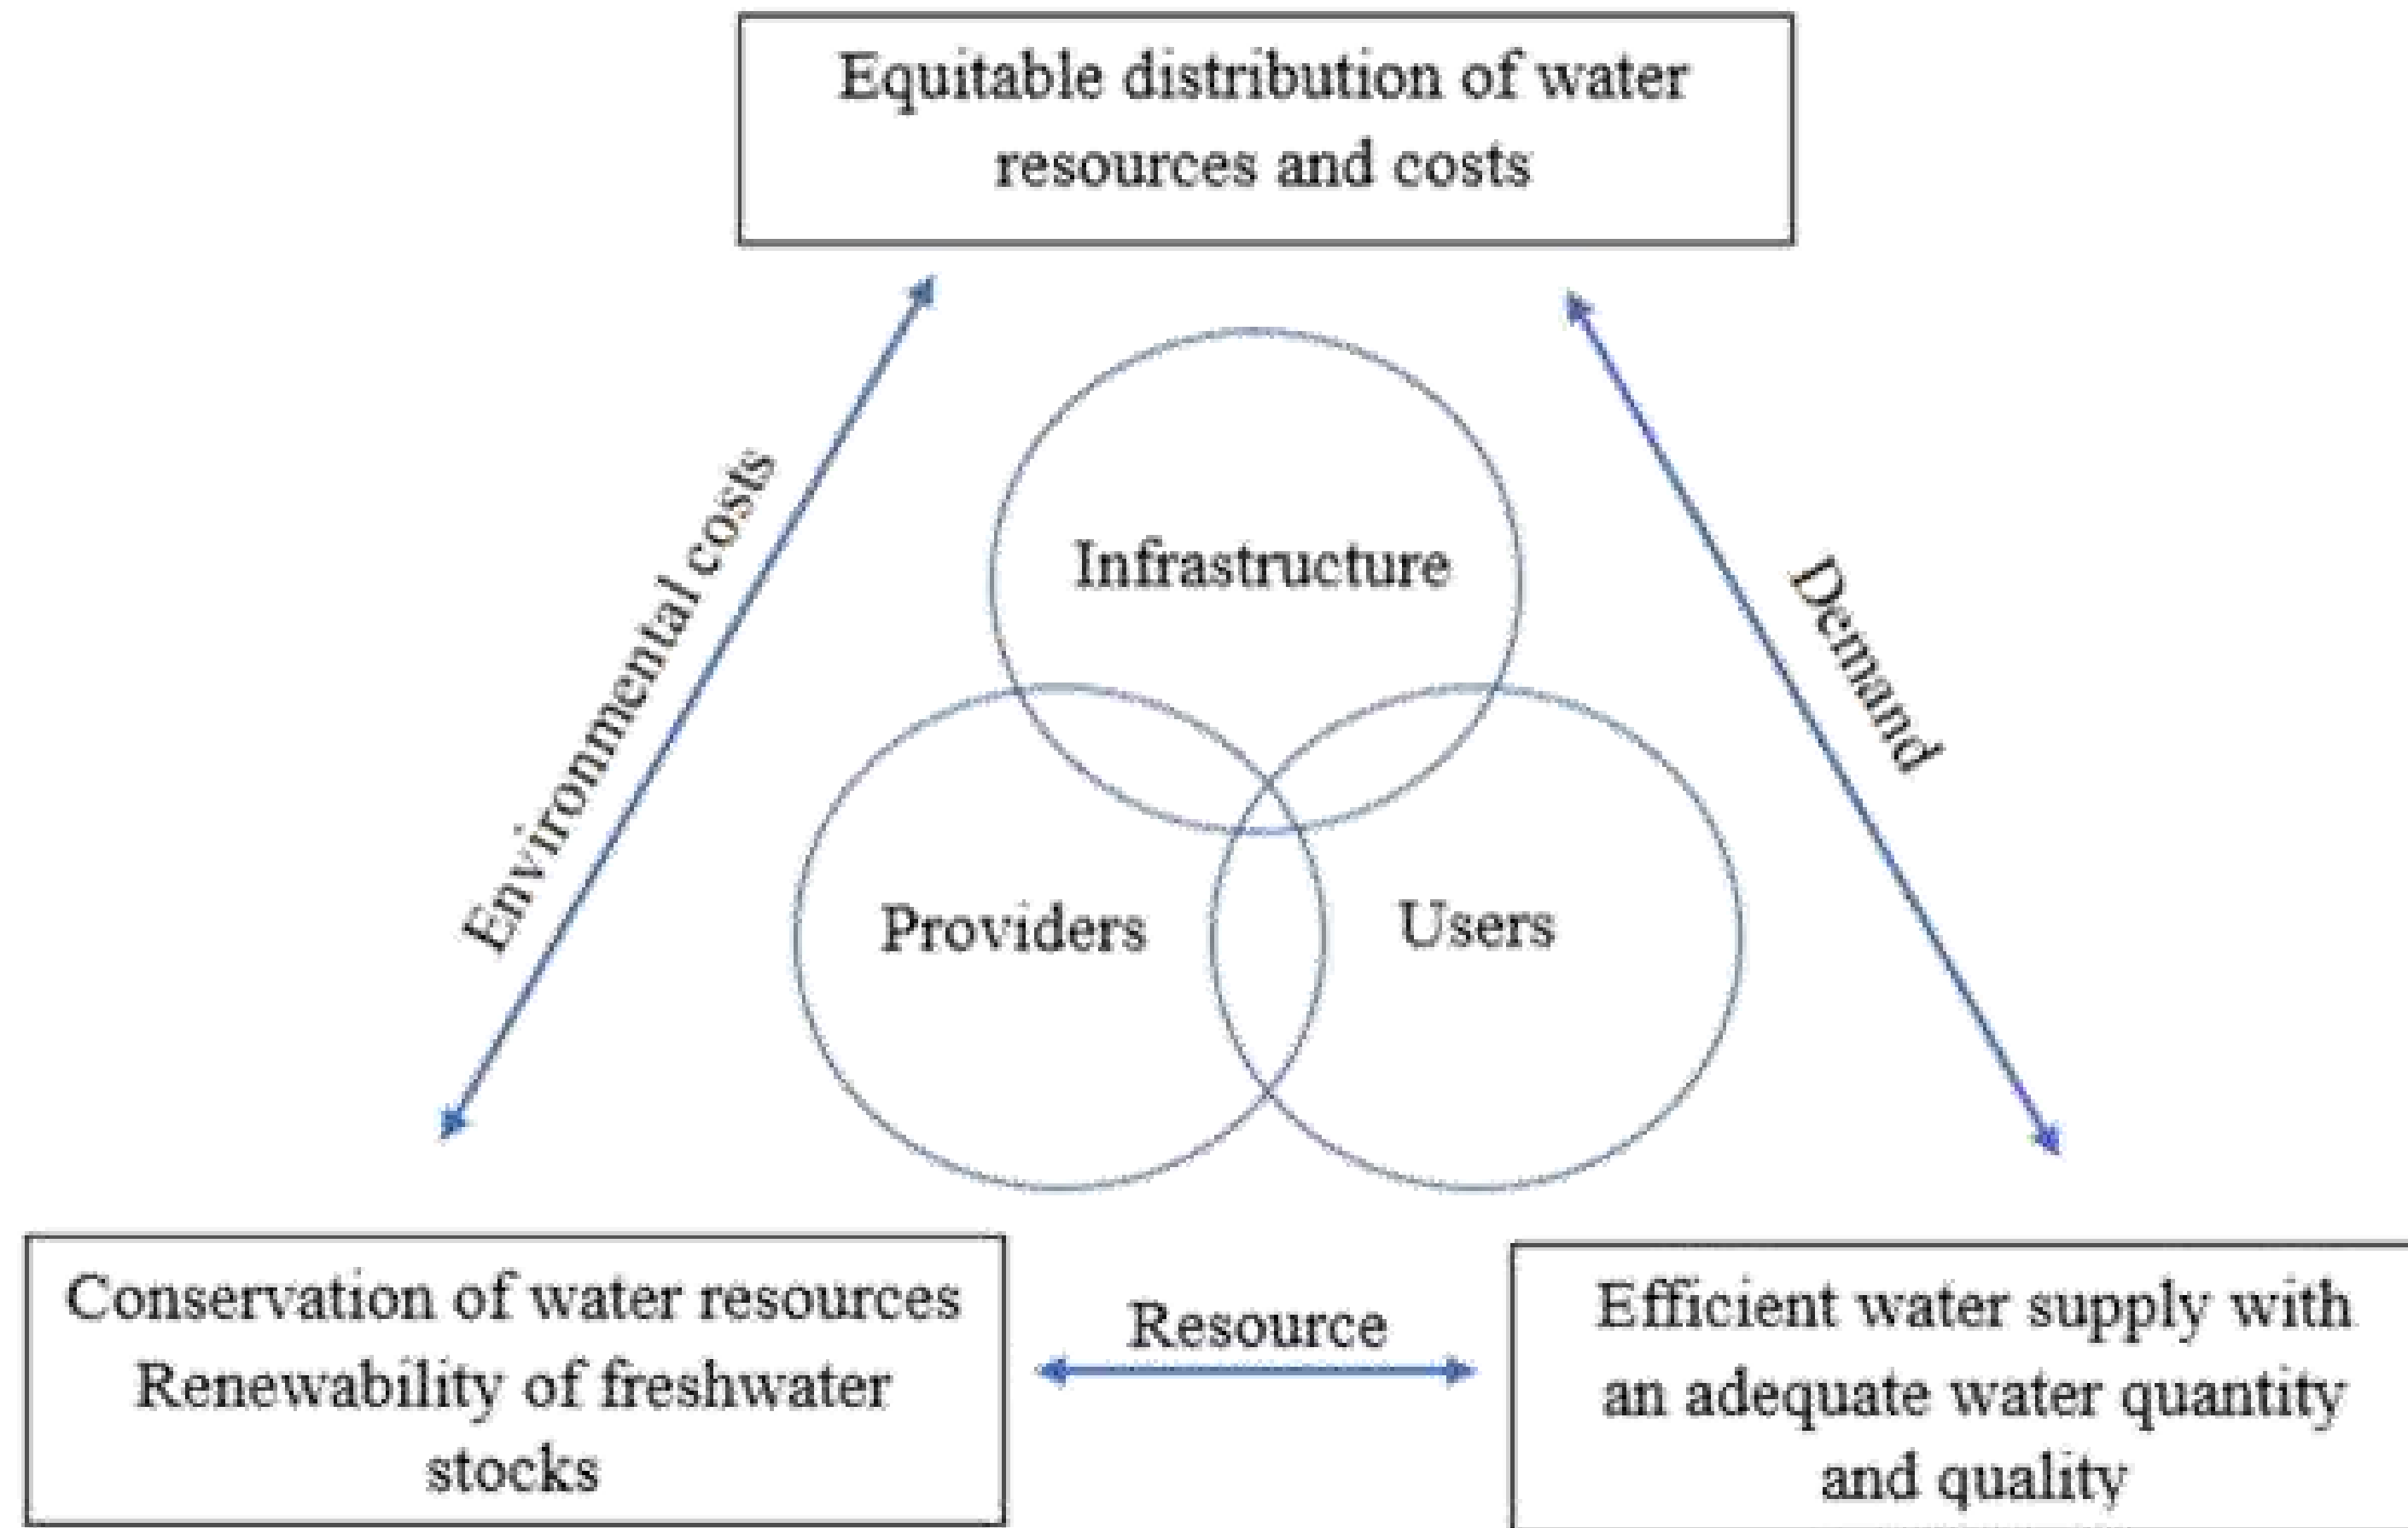 Equitable distribution of water
resources and costs
Environmental costs
Infrastructure
Demand
Providers
Users
Conservation of water resources
Renewability of freshwater
stocks
Resource
Efficient water supply with
an adequate water quantity
and quality